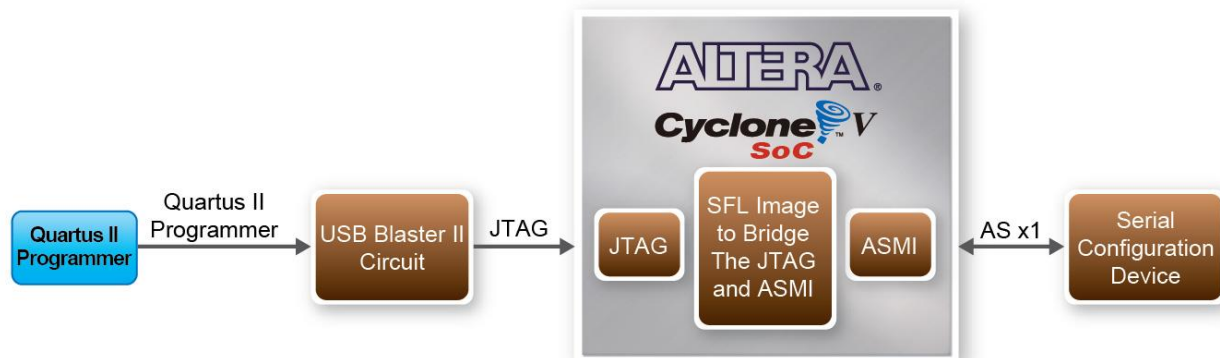 Quartus II
Programmer
Quartus II
Programmer
USB Blaster II
Circuit
JTAG
ALTERA®
Cyclone™ V
SoC
JTAG
SFL Image
to Bridge
The JTAG
and ASMI
ASMI
AS x1
Serial
Configuration
Device